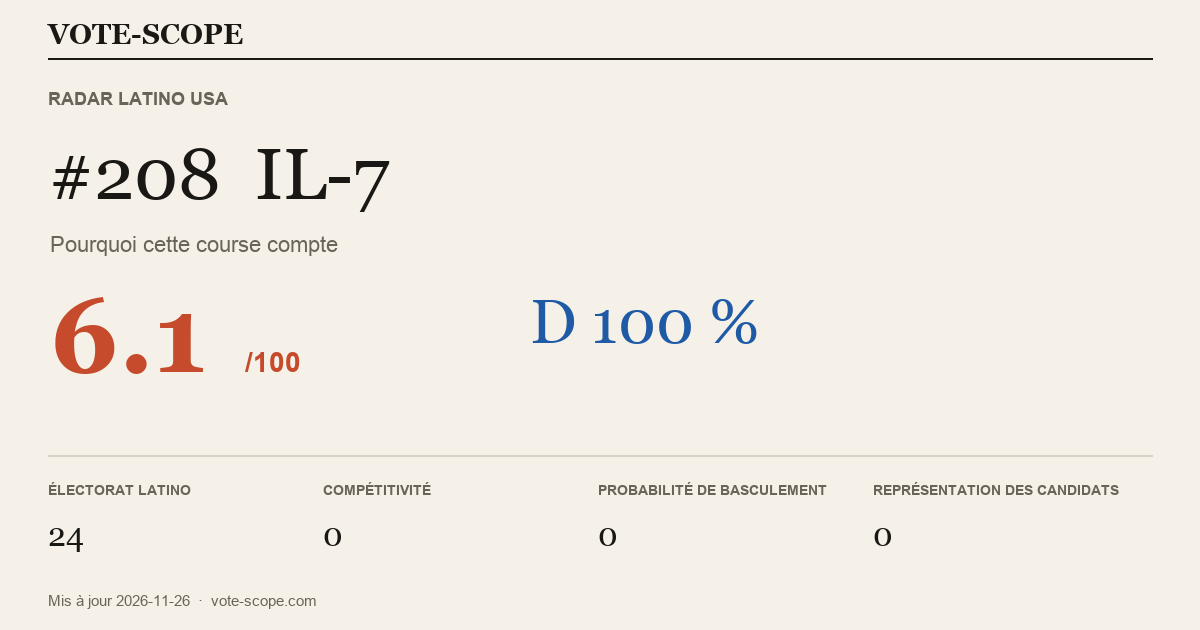 VOTE-SCOPE
RADAR LATINO USA
#208 IL-7
Pourquoi cette course compte
6.1 /100
D 100 %
ÉLECTORAT LATINO
COMPÉTITIVITÉ
PROBABILITÉ DE BASCULEMENT
REPRÉSENTATION DES CANDIDATS
24
0
0
0
Mis à jour 2026-11-26 · vote-scope.com